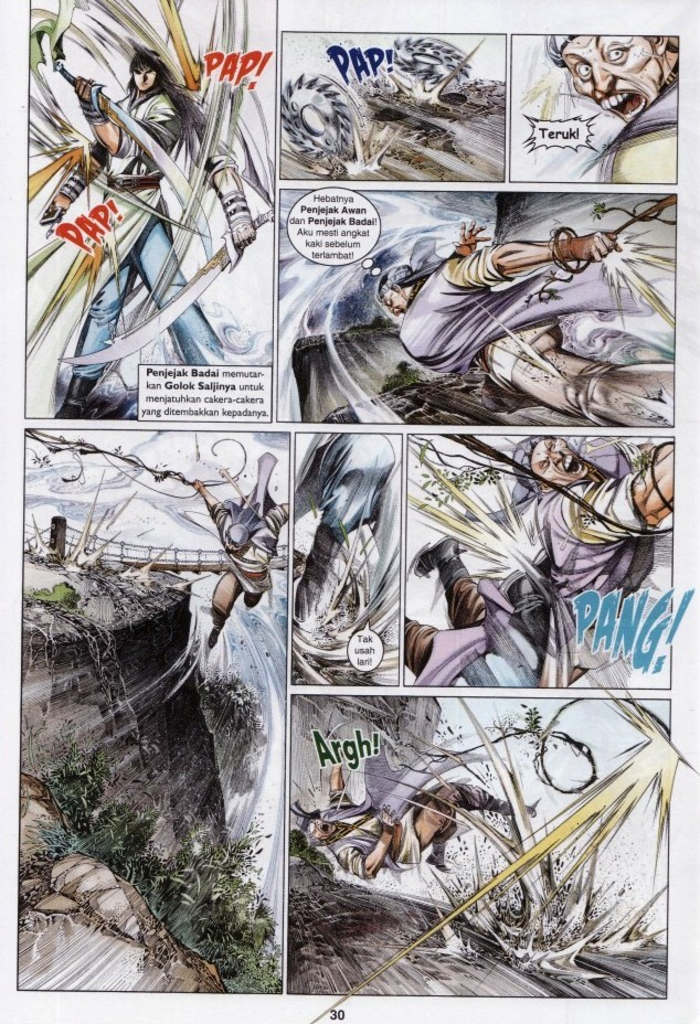 PAP!
PAP!
Penjejak Badai memutar-
kan Golok Saljinya untuk
menjatuhkan cakera-cakera
yang ditembakkan kepadanya.
PAP!
Teruk!
Hebatnya
Penjejak Awan
dan Penjejak Badai!
Aku mesti angkat
kaki sebelum
terlambat!
Tak
usah
lari!
PANG!
Argh!
30